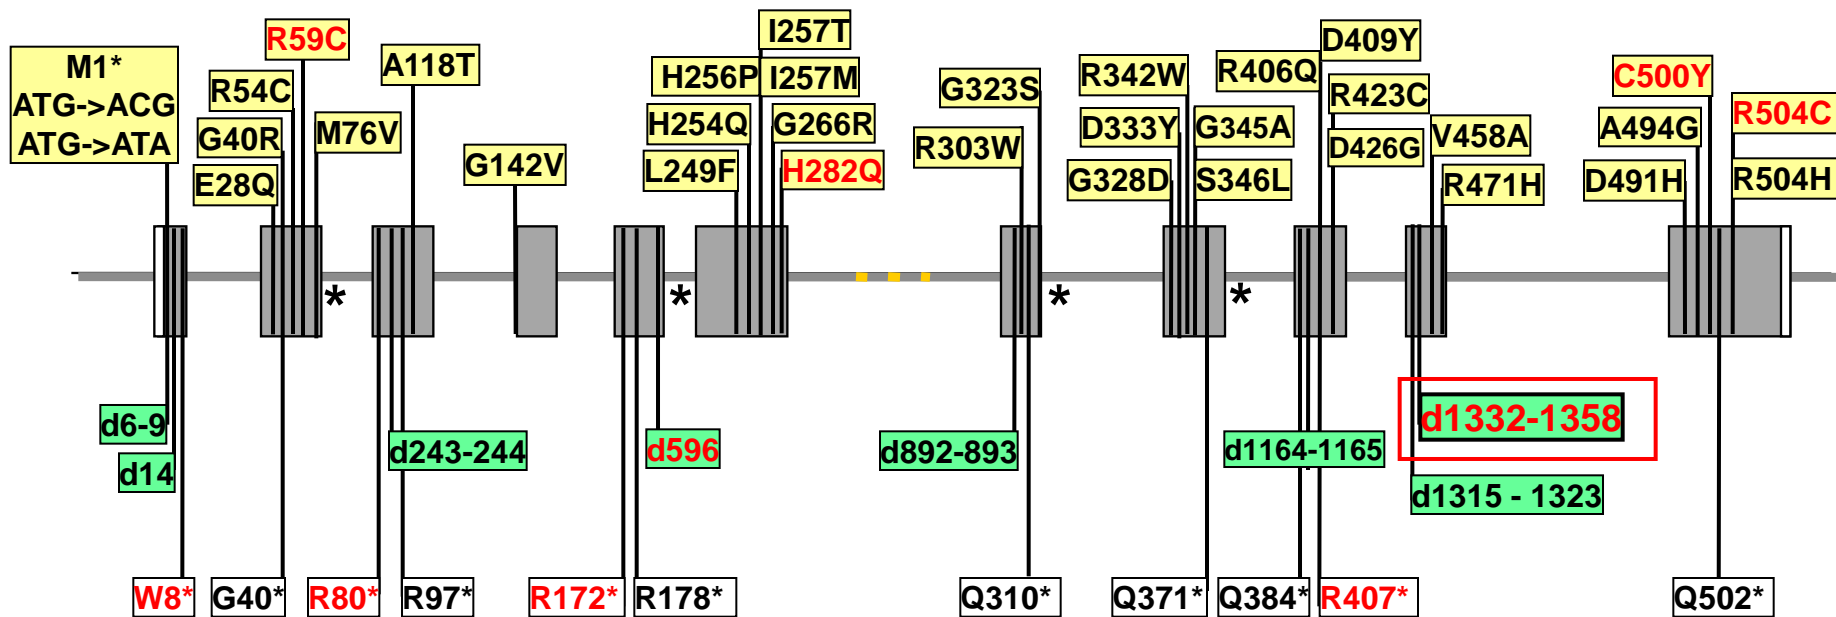 M1*
ATG->ACG
ATG->ATA
E28Q
G40R
R54C
R59C
M76V
A118T
G142V
L249F
H254Q
H256P
I257T
I257M
G266R
H282Q
R303W
G323S
G328D
D333Y
R342W
G345A
S346L
R406Q
D409Y
R423C
D426G
V458A
R471H
D491H
A494G
C500Y
R504C
R504H
*
*
*
*
d6-9
d14
d243-244
d596
d892-893
d1164-1165
d1332-1358
d1315 - 1323
W8*
G40*
R80*
R97*
R172*
R178*
Q310*
Q371*
Q384*
R407*
Q502*